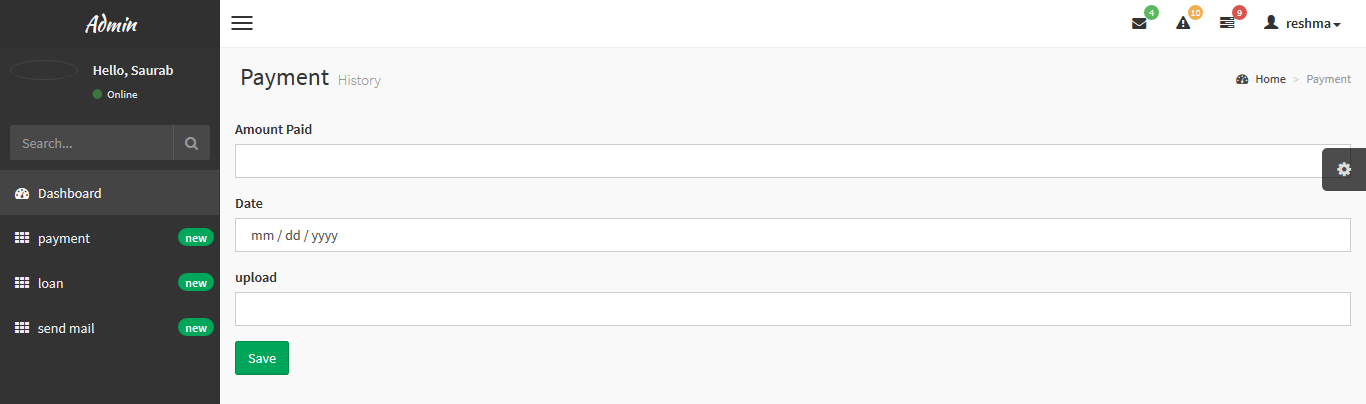 Admin
4
10
9
reshma
Hello, Saurab
Online
Search...
Dashboard
payment new
loan new
send mail new
Payment History
Home > Payment
Amount Paid
Date
mm / dd / yyyy
upload
Save